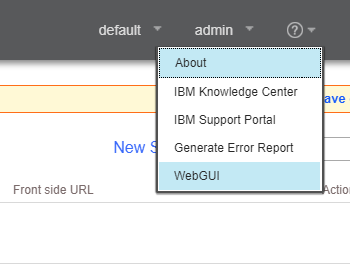 default admin ?
About
IBM Knowledge Center
ave
IBM Support Portal
New S
Generate Error Report
WebGUI
Front side URL
Actio